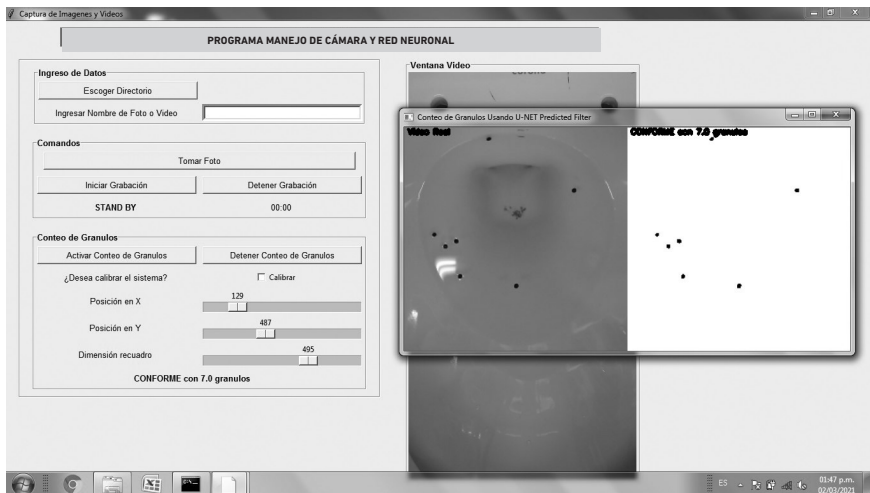 Captura de Imagenes y Videos
PROGRAMA MANEJO DE CÁMARA Y RED NEURONAL
Ingreso de Datos
Escoger Directorio
Ingresar Nombre de Foto o Video
Comandos
Tomar Foto
Iniciar Grabación
Detener Grabación
STAND BY
00:00
Conteo de Granulos
Activar Conteo de Granulos
Detener Conteo de Granulos
¿Desea calibrar el sistema?
Calibrar
Posición en X
129
Posición en Y
487
Dimensión recuadro
495
CONFORME con 7.0 granulos
Ventana Video
Conteo de Granulos Usando U-NET Predicted Filter
Video Real
CONFORME con 7.0 granulos
ES
01:47 p.m.
02/03/2021